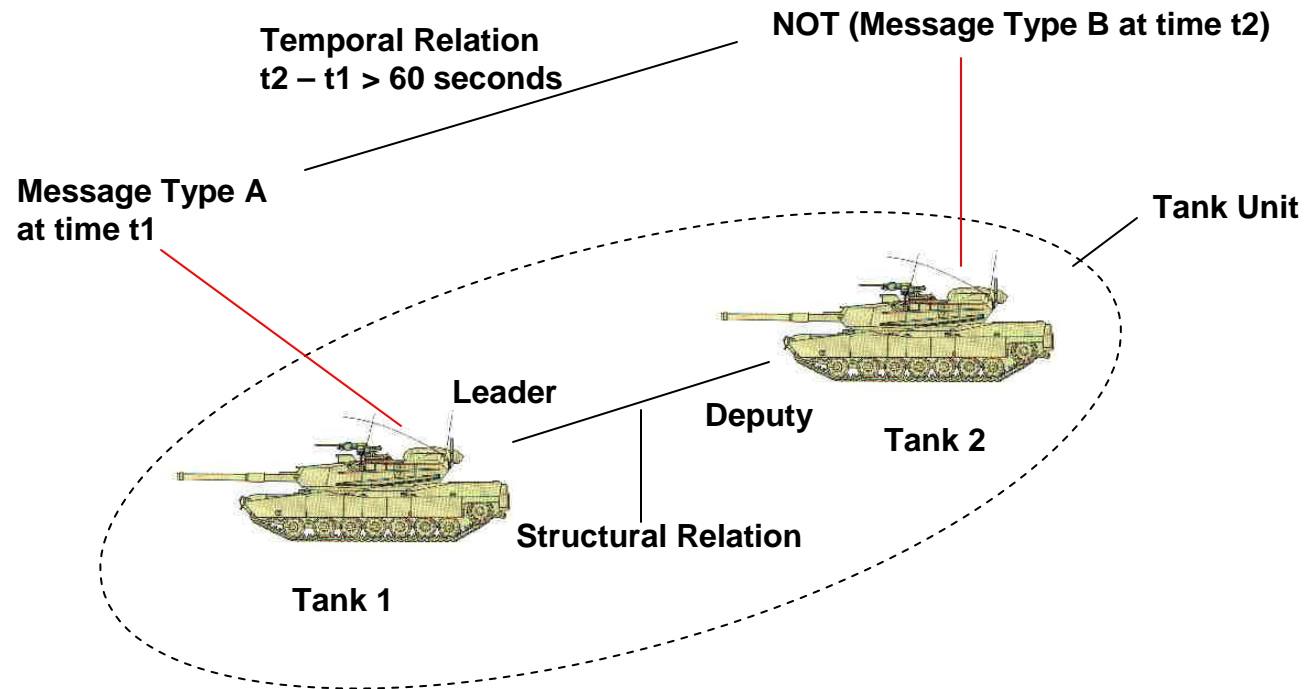 NOT (Message Type B at time t2)
Temporal Relation
t2 – t1 > 60 seconds
Message Type A
at time t1
Tank Unit
Leader
Deputy
Tank 2
Structural Relation
Tank 1